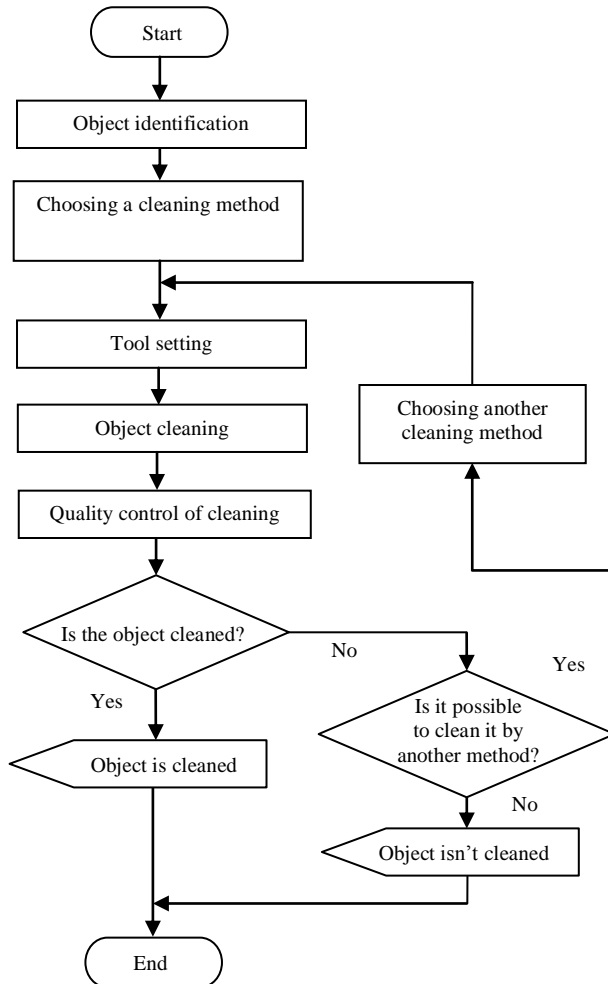 Start
Object identification
Choosing a cleaning method
Tool setting
Object cleaning
Choosing another
cleaning method
Quality control of cleaning
Is the object cleaned?
No
Yes
Yes
Is it possible
to clean it by
another method?
Object is cleaned
No
Object isn't cleaned
End